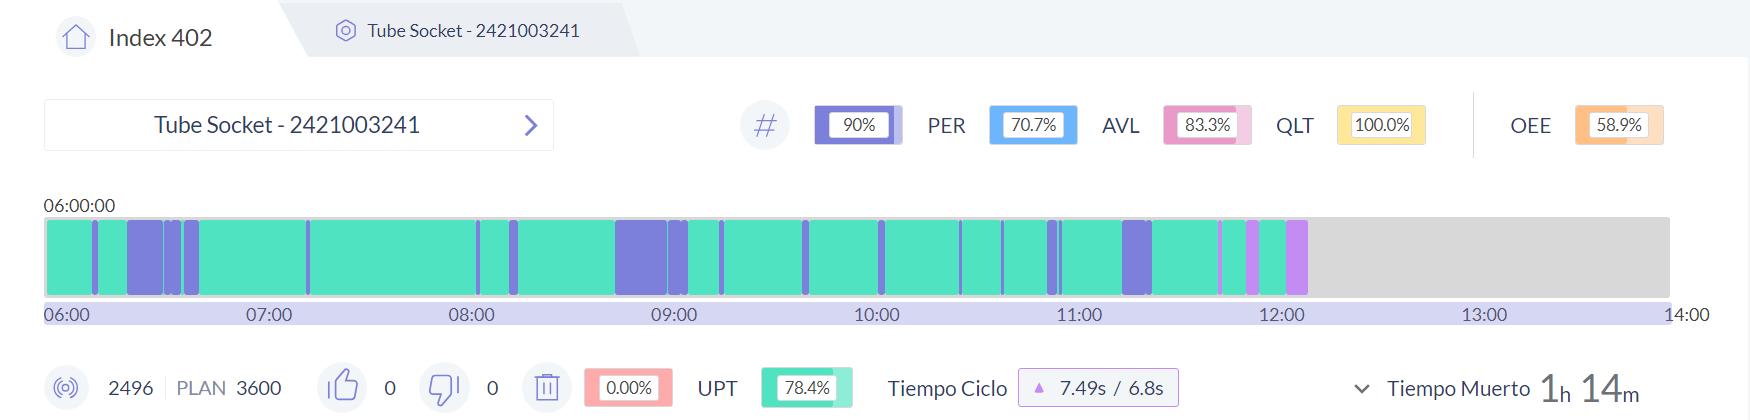 Index 402
Tube Socket - 2421003241
Tube Socket - 2421003241
90% PER 70.7% AVL 83.3% QLT 100.0% OEE 58.9%
06:00:00
06:00 07:00 08:00 09:00 10:00 11:00 12:00 13:00 14:00
2496 PLAN 3600 0 0 0.00% UPT 78.4% Tiempo Ciclo 7.49s / 6.8s Tiempo Muerto 1h 14m